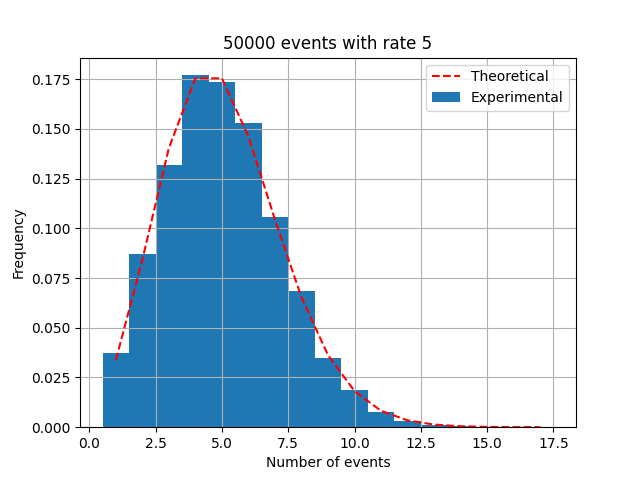 50000 events with rate 5
Theoretical
Experimental
Frequency
0.175
0.150
0.125
0.100
0.075
0.050
0.025
0.000
0.0 2.5 5.0 7.5 10.0 12.5 15.0 17.5
Number of events